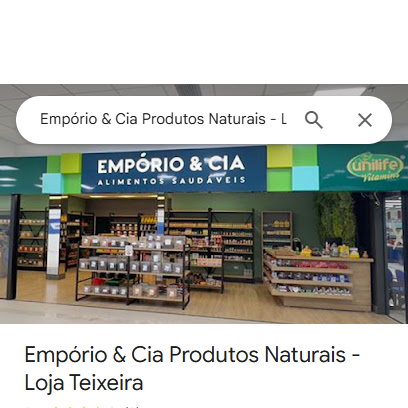 Empório & Cia Produtos Naturais - L
EMPÓRIO & CIA
ALIMENTOS SAUDÁVEIS
unilife
Vitamins
Empório & Cia Produtos Naturais -
Loja Teixeira